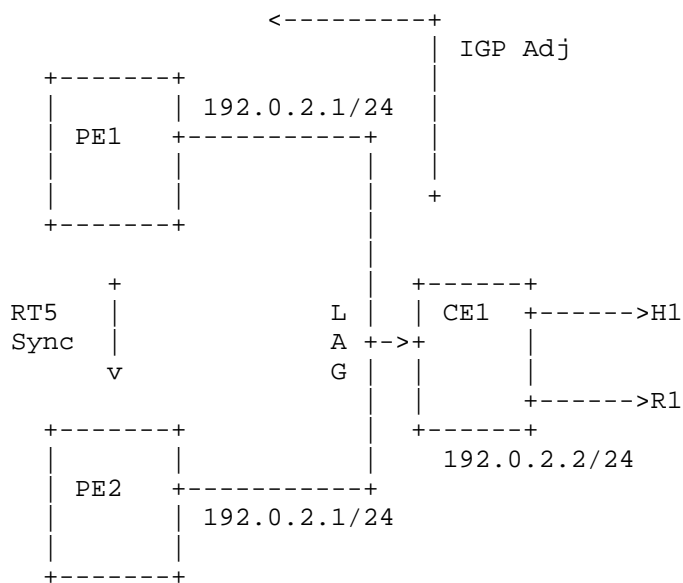 IGP Adj
192.0.2.1/24
PE1
RT5
L
CE1
H1
Sync
A
v
G
R1
192.0.2.2/24
PE2
192.0.2.1/24